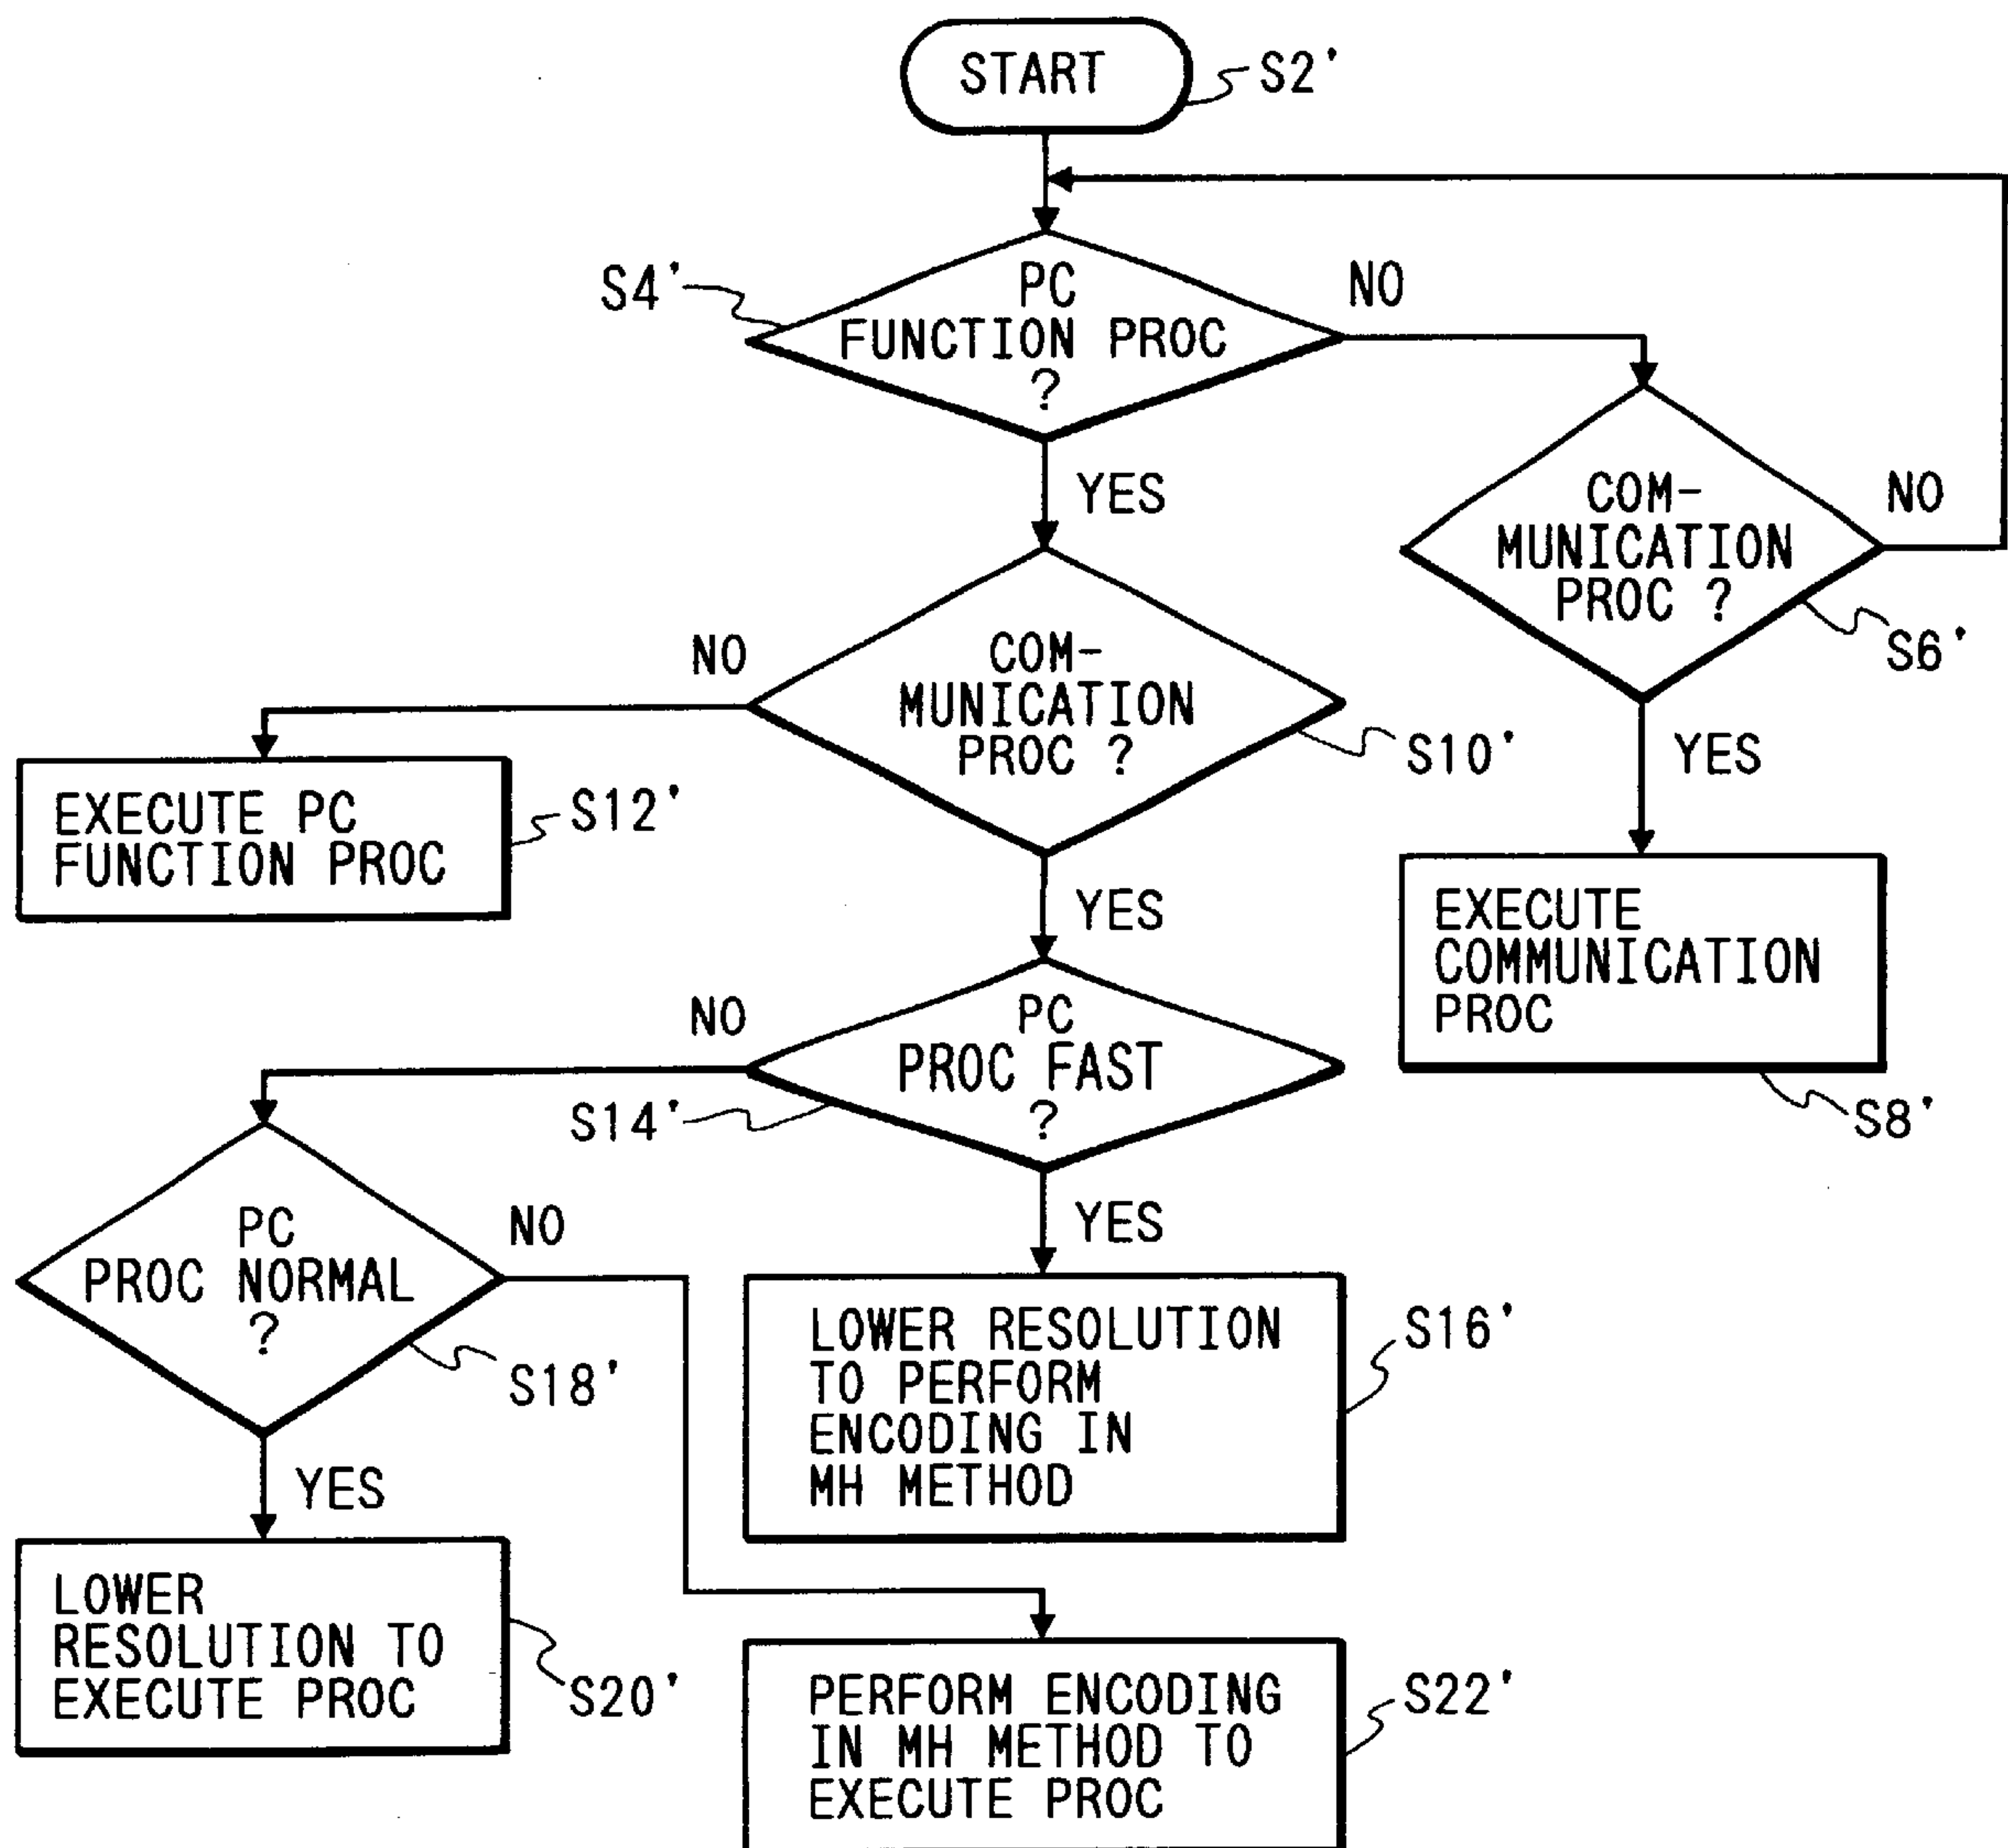 START
S2'
S4'
PC
FUNCTION PROC
?
NO
YES
COM-
MUNICATION
PROC ?
NO
S6'
YES
NO
COM-
MUNICATION
PROC ?
S10'
EXECUTE PC
FUNCTION PROC
S12'
YES
EXECUTE
COMMUNICATION
PROC
S8'
NO
PC
PROC FAST
?
S14'
YES
PC
PROC NORMAL
?
NO
S18'
YES
LOWER RESOLUTION
TO PERFORM
ENCODING IN
MH METHOD
S16'
LOWER
RESOLUTION TO
EXECUTE PROC
S20'
PERFORM ENCODING
IN MH METHOD TO
EXECUTE PROC
S22'